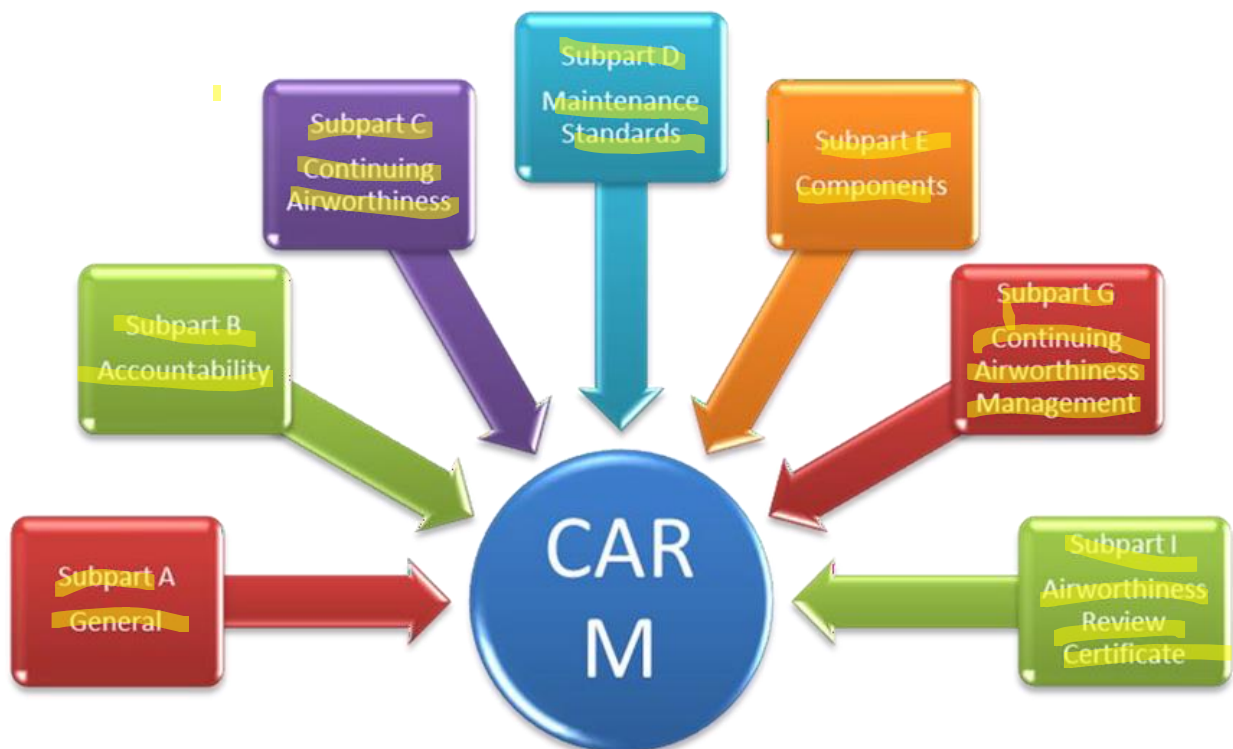 Subpart A
General
Subpart B
Accountability
Subpart C
Continuing
Airworthiness
Subpart D
Maintenance
Standards
Subpart E
Components
Subpart G
Continuing
Airworthiness
Management
Subpart I
Airworthiness
Review
Certificate
CAR
M